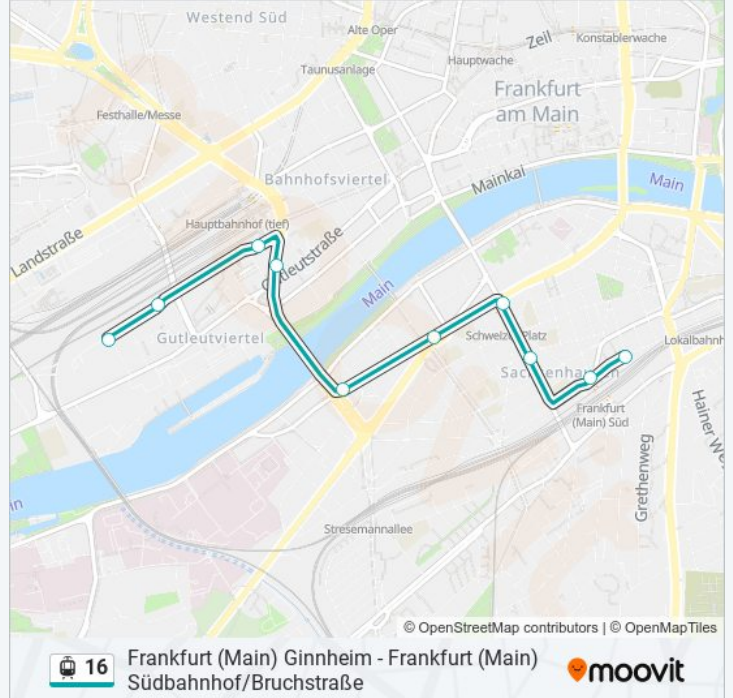 Westend Süd
Alte Oper
Zeil
Konstablerwache
Hauptwache
Taunusanlage
Frankfurt
am Main
Festhalle/Messe
Bahnhofsviertel
Mainkai
Main
Hauptbahnhof (tief)
Landstraße
Gutleutstraße
Main
Gutleutviertel
Schweizer Platz
Lokalbahnh
Sachsenhausen
Frankfurt
(Main) Süd
Hainer We
Grethenweg
Stresemannallee
© OpenStreetMap contributors | © OpenMapTiles
16
Frankfurt (Main) Ginnheim - Frankfurt (Main)
Südbahnhof/Bruchstraße
moovit